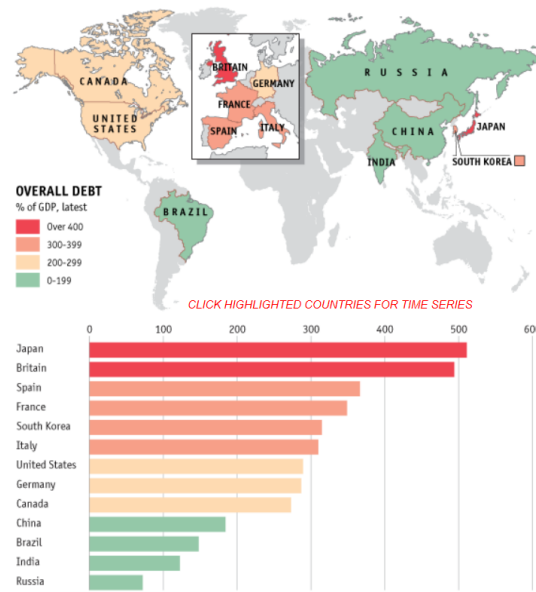 CANADA
UNITED
STATES
BRITAIN
GERMANY
FRANCE
SPAIN
ITALY
RUSSIA
CHINA
JAPAN
INDIA
SOUTH KOREA
BRAZIL
OVERALL DEBT
% of GDP, latest
Over 400
300-399
200-299
0-199
CLICK HIGHLIGHTED COUNTRIES FOR TIME SERIES
0 100 200 300 400 500 60
Japan
Britain
Spain
France
South Korea
Italy
United States
Germany
Canada
China
Brazil
India
Russia